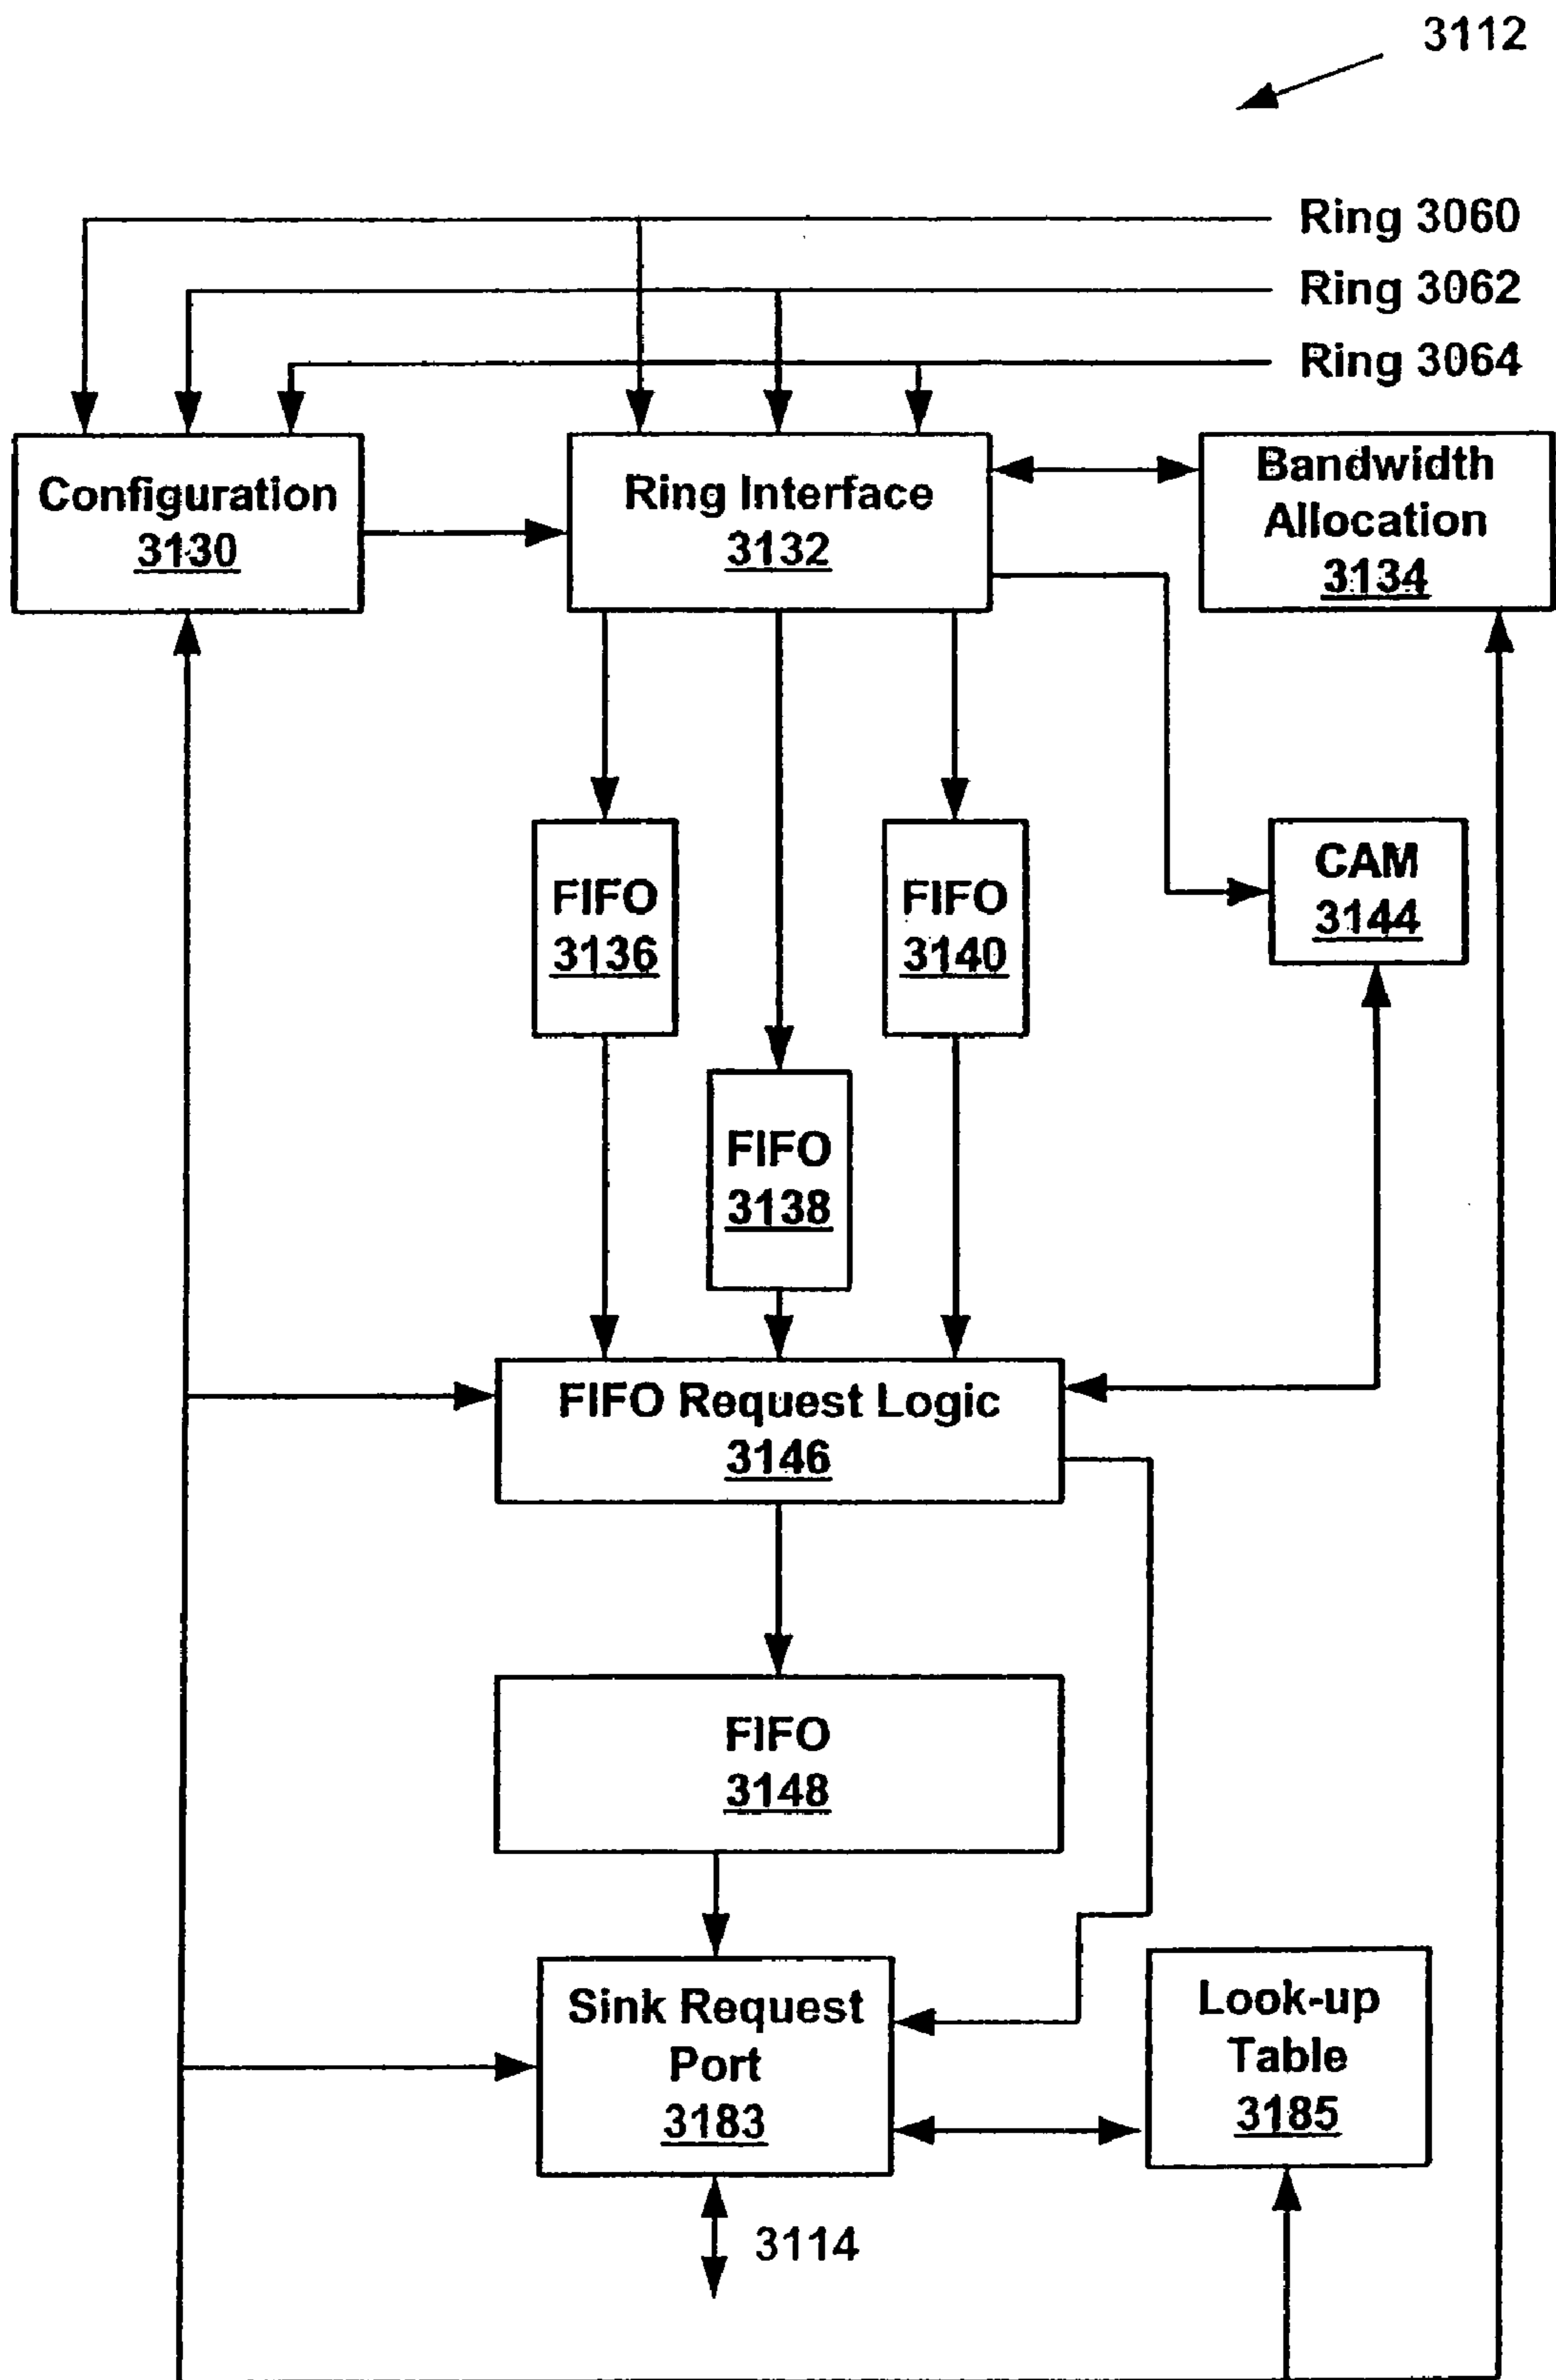 3112
Ring 3060
Ring 3062
Ring 3064
Configuration
3130
Ring Interface
3132
Bandwidth
Allocation
3134
FIFO
3136
FIFO
3140
CAM
3144
FIFO
3138
FIFO Request Logic
3146
FIFO
3148
Sink Request
Port
3183
Look-up
Table
3185
3114